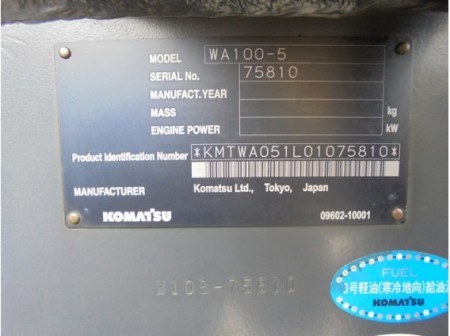 MODEL WA100-5
SERIAL No. 75810
MANUFACT. YEAR
MASS kg
ENGINE POWER kW
Product Identification Number *KMTWA051L01075810*
MANUFACTURER Komatsu Ltd., Tokyo, Japan
KOMATSU 09602-10001
FUEL
3号軽油(寒冷地向)給油済
KOMATSU
W103-75810